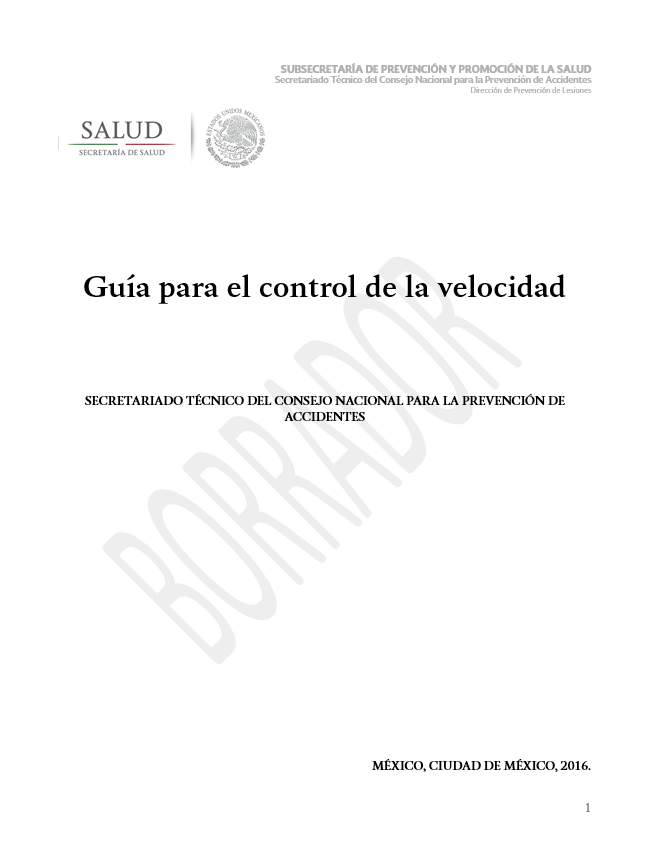 SUBSECRETARÍA DE PREVENCIÓN Y PROMOCIÓN DE LA SALUD
Secretariado Técnico del Consejo Nacional para la Prevención de Accidentes
Dirección de Prevención de Lesiones
SALUD
SECRETARÍA DE SALUD
ESTADOS UNIDOS MEXICANOS
Guía para el control de la velocidad
SECRETARIADO TÉCNICO DEL CONSEJO NACIONAL PARA LA PREVENCIÓN DE
ACCIDENTES
BORRADOR
MÉXICO, CIUDAD DE MÉXICO, 2016.
1